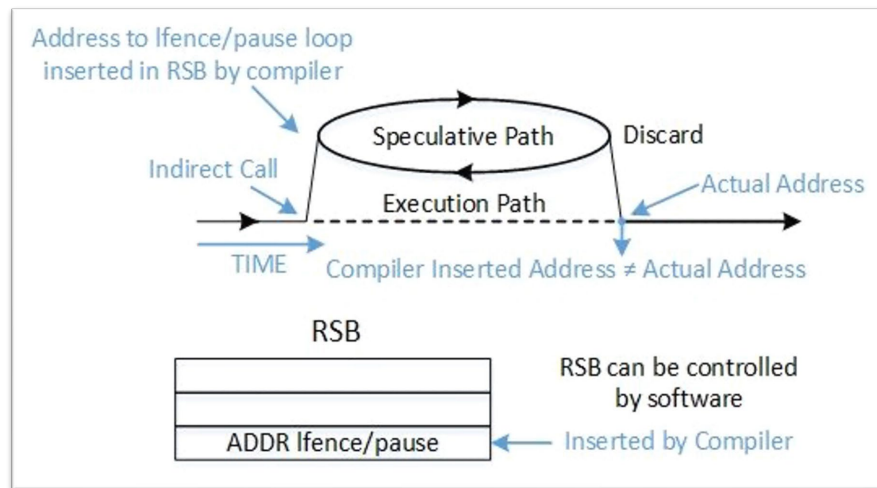 Address to lfence/pause loop
inserted in RSB by compiler
Speculative Path
Discard
Indirect Call
Actual Address
Execution Path
TIME
Compiler Inserted Address ≠ Actual Address
RSB
RSB can be controlled
by software
ADDR lfence/pause
Inserted by Compiler